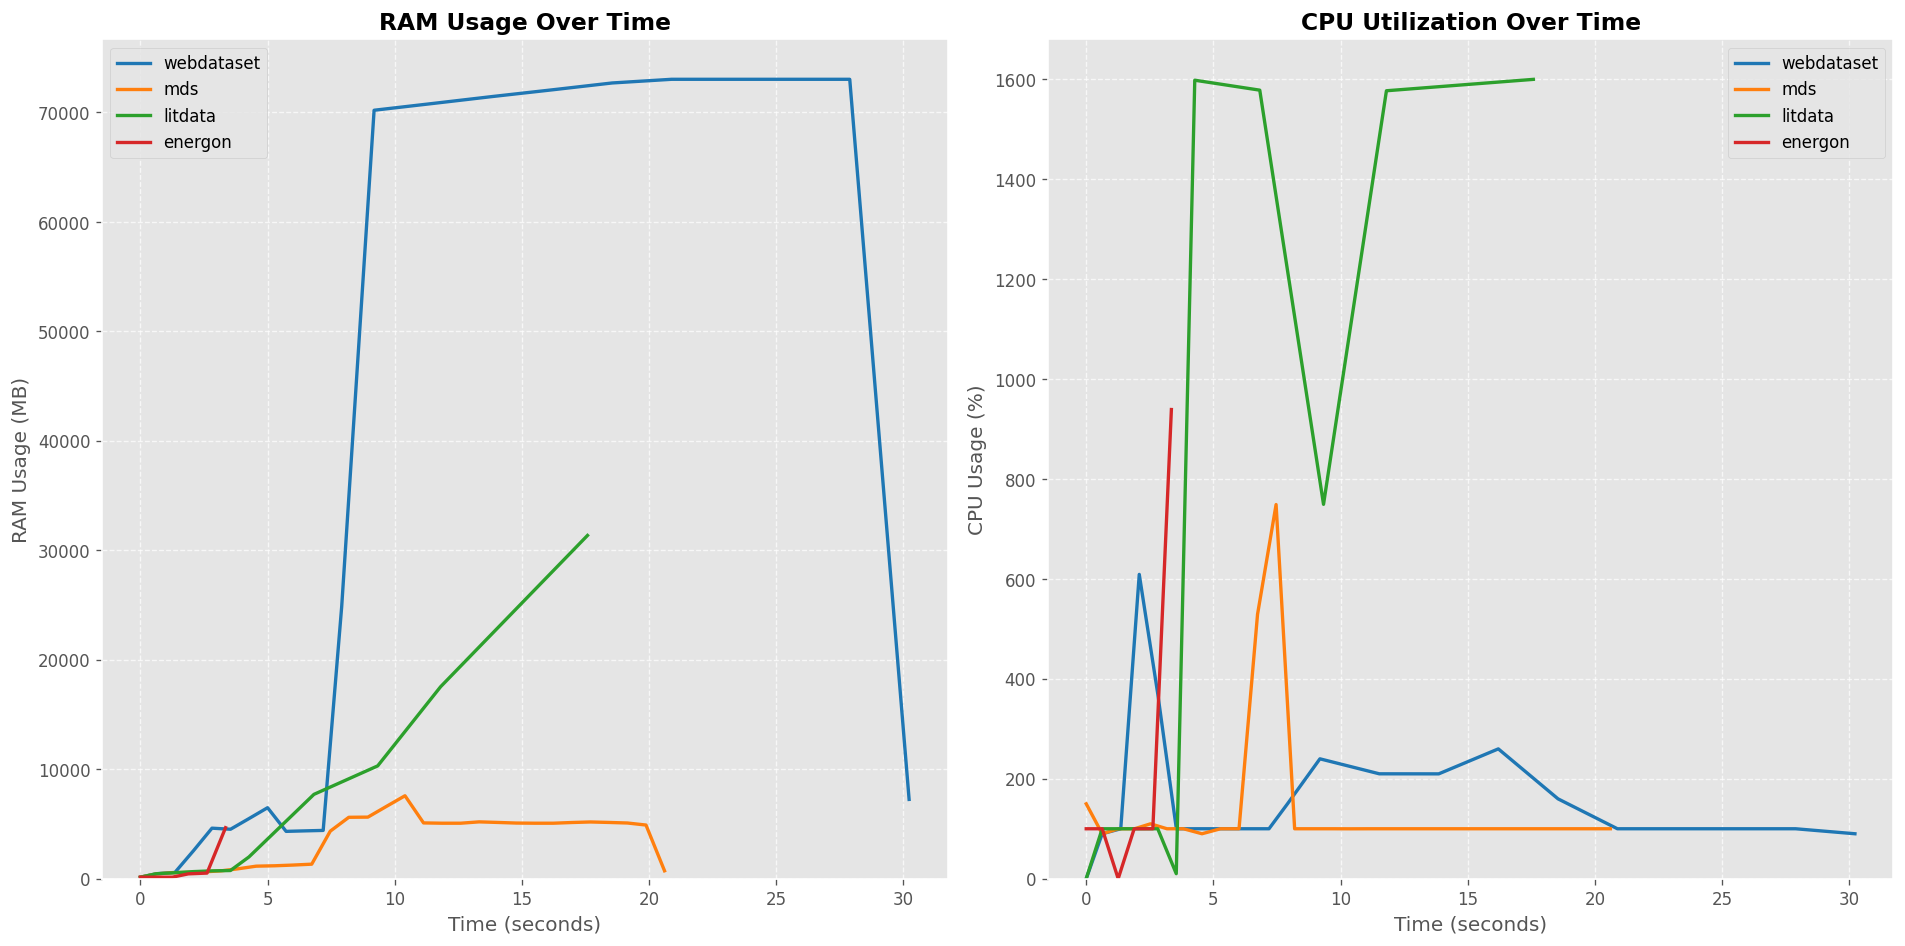 RAM Usage Over Time
webdataset
mds
litdata
energon
70000
60000
50000
40000
30000
20000
10000
0
RAM Usage (MB)
0 5 10 15 20 25 30
Time (seconds)
CPU Utilization Over Time
webdataset
mds
litdata
energon
1600
1400
1200
1000
800
600
400
200
0
CPU Usage (%)
0 5 10 15 20 25 30
Time (seconds)